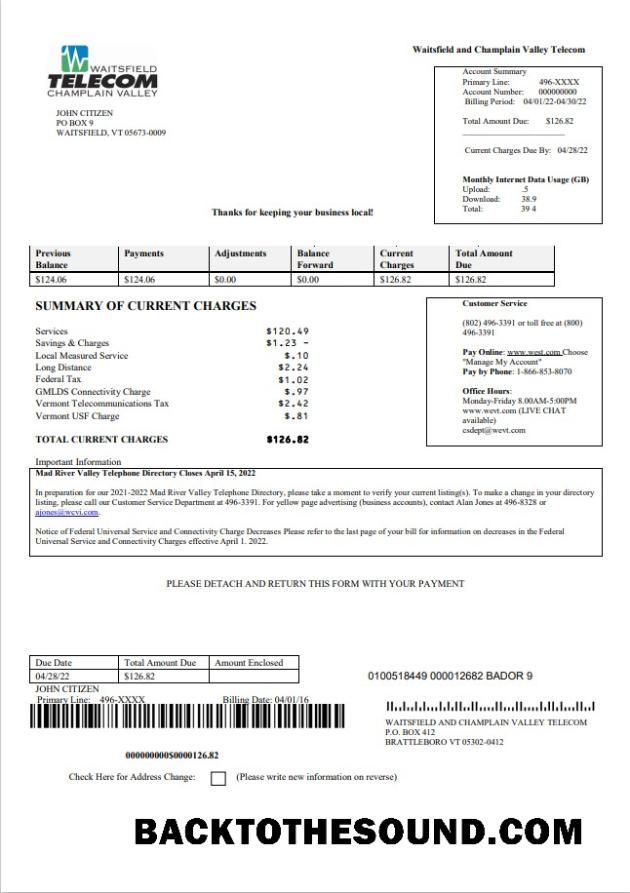 Waitsfield and Champlain Valley Telecom
WAITSFIELD
TELECOM
CHAMPLAIN VALLEY
JOHN CITIZEN
PO BOX 9
WAITSFIELD, VT 05673-0009
Account Summary
Primary Line: 496-XXXX
Account Number: 000000000
Billing Period: 04/01/22-04/30/22
Total Amount Due: $126.82
Current Charges Due By: 04/28/22
Monthly Internet Data Usage (GB)
Upload: .5
Download: 38.9
Total: 39 4
Thanks for keeping your business local!
Previous Balance Payments Adjustments Balance Forward Current Charges Total Amount Due
$124.06 $124.06 $0.00 $0.00 $126.82 $126.82
SUMMARY OF CURRENT CHARGES
Services $120.49
Savings & Charges $1.23 -
Local Measured Service $.10
Long Distance $2.24
Federal Tax $1.02
GMLDS Connectivity Charge $.97
Vermont Telecommunications Tax $2.42
Vermont USF Charge $.81
TOTAL CURRENT CHARGES $126.82
Customer Service
(802) 496-3391 or toll free at (800)
496-3391
Pay Online: www.west.com Choose
"Manage My Account"
Pay by Phone: 1-866-853-8070
Office Hours:
Monday-Friday 8.00AM-5:00PM
www.wevt.com (LIVE CHAT
available)
csdept@wevt.com
Important Information
Mad River Valley Telephone Directory Closes April 15, 2022
In preparation for our 2021-2022 Mad River Valley Telephone Directory, please take a moment to verify your current listing(s). To make a change in your directory
listing, please call our Customer Service Department at 496-3391. For yellow page advertising (business accounts), contact Alan Jones at 496-8328 or
ajones@wcvi.com.
Notice of Federal Universal Service and Connectivity Charge Decreases Please refer to the last page of your bill for information on decreases in the Federal
Universal Service and Connectivity Charges effective April 1. 2022.
PLEASE DETACH AND RETURN THIS FORM WITH YOUR PAYMENT
Due Date Total Amount Due Amount Enclosed
04/28/22 $126.82
JOHN CITIZEN
Primary Line: 496-XXXX Billing Date: 04/01/16
0100518449 000012682 BADOR 9
WAITSFIELD AND CHAMPLAIN VALLEY TELECOM
P.O. BOX 412
BRATTLEBORO VT 05302-0412
000000000$0000126.82
Check Here for Address Change: (Please write new information on reverse)
BACKTOTHESOUND.COM